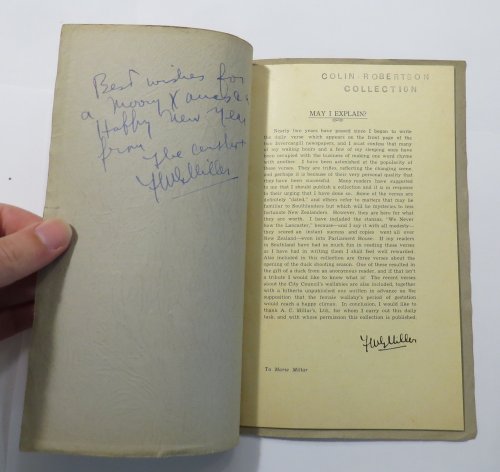 Best wishes for
a Merry Xmas &
Happy New Year
from
The author
FWG Miller
COLIN ROBERTSON
COLLECTION
MAY I EXPLAIN?
Nearly two years have passed since I began to write
the daily verse which appears on the front page of the
two Invercargill newspapers, and I must confess that many
of my waking hours and a few of my sleeping ones have
been occupied with the business of making one word rhyme
with another. I have been assisted at the catharsis of the
passing verses. They are trifles, reflecting the changing scene,
and perhaps it is because of their very personal quality that
they have been successful. Many readers have suggested
to me that I should publish a collection and it is in response
to their urging that I have done so. Some of the verses are
definitely "dated," and others refer to matters that may be
familiar to Southlanders but which will be mysteries to less
fortunate New Zealanders. However, they are here for what
they are worth. I have included the stanzas, "We Never
how the Lancaster," because—and I say it with all modesty—
they scored an instant success and copies went all over
New Zealand—even into Parliament House. If my readers
in Southland have had as much fun in reading these verses
as I have had in writing them I shall feel well rewarded.
Also included in this collection are three verses about the
opening of the duck shooting season. One of these resulted in
the gift of a duck from an anonymous reader, and if that isn't
a tribute I would like to know what is. The recent verses
about the City Council's wallabies are also included, together
with a hitherto unpublished one written in advance on the
supposition that the female wallaby's period of gestation
would reach a happy climax. In conclusion, I would like to
thank A. C. Miller's, Ltd., for whom I carry out this daily
task, and with whose permission this collection is published.
FWG Miller
To Marie Miller